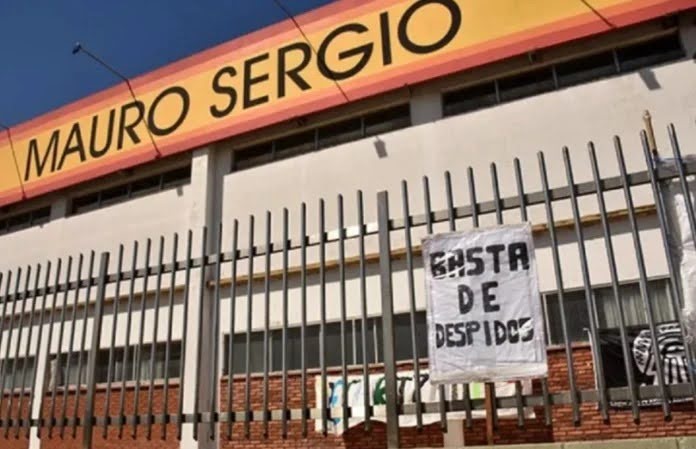 MAURO SERGIO
BASTA
DE
DESPIDOS